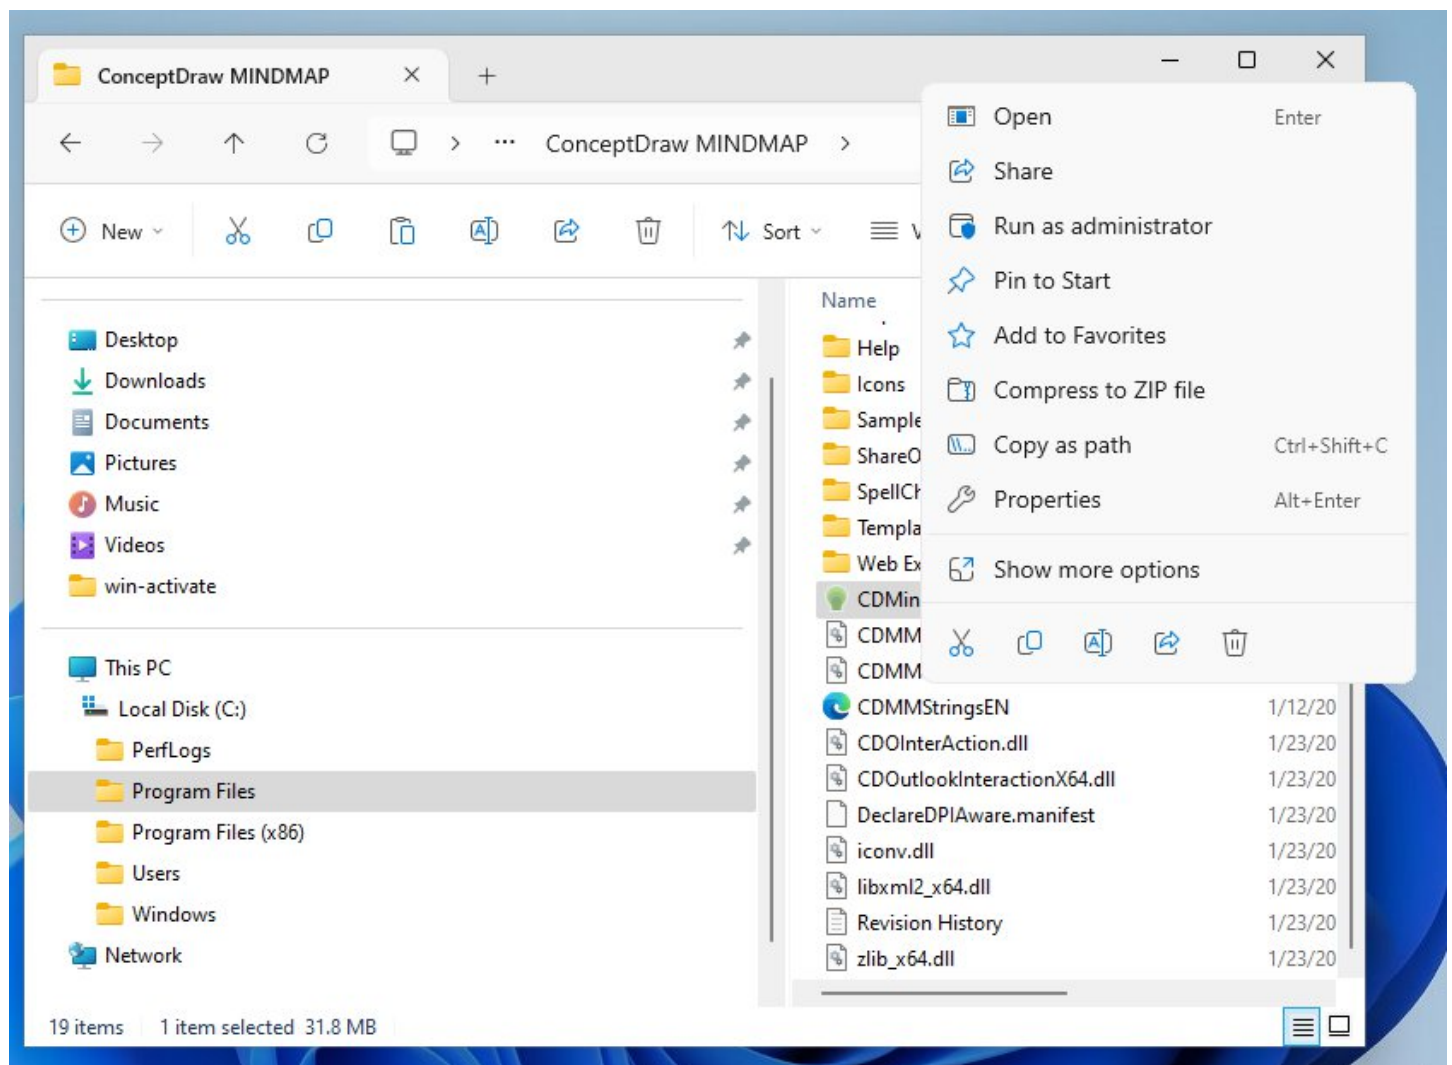 ConceptDraw MINDMAP
ConceptDraw MINDMAP
New
Sort
Desktop
Downloads
Documents
Pictures
Music
Videos
win-activate
This PC
Local Disk (C:)
PerfLogs
Program Files
Program Files (x86)
Users
Windows
Network
Name
Help
Icons
Sample
ShareO
SpellCh
Templa
Web Ex
CDMin
CDMM
CDMM
CDMMStringsEN 1/12/20
CDOInterAction.dll 1/23/20
CDOutlookInteractionX64.dll 1/23/20
DeclareDPIAware.manifest 1/23/20
iconv.dll 1/23/20
libxml2_x64.dll 1/23/20
Revision History 1/23/20
zlib_x64.dll 1/23/20
Open Enter
Share
Run as administrator
Pin to Start
Add to Favorites
Compress to ZIP file
Copy as path Ctrl+Shift+C
Properties Alt+Enter
Show more options
19 items 1 item selected 31.8 MB